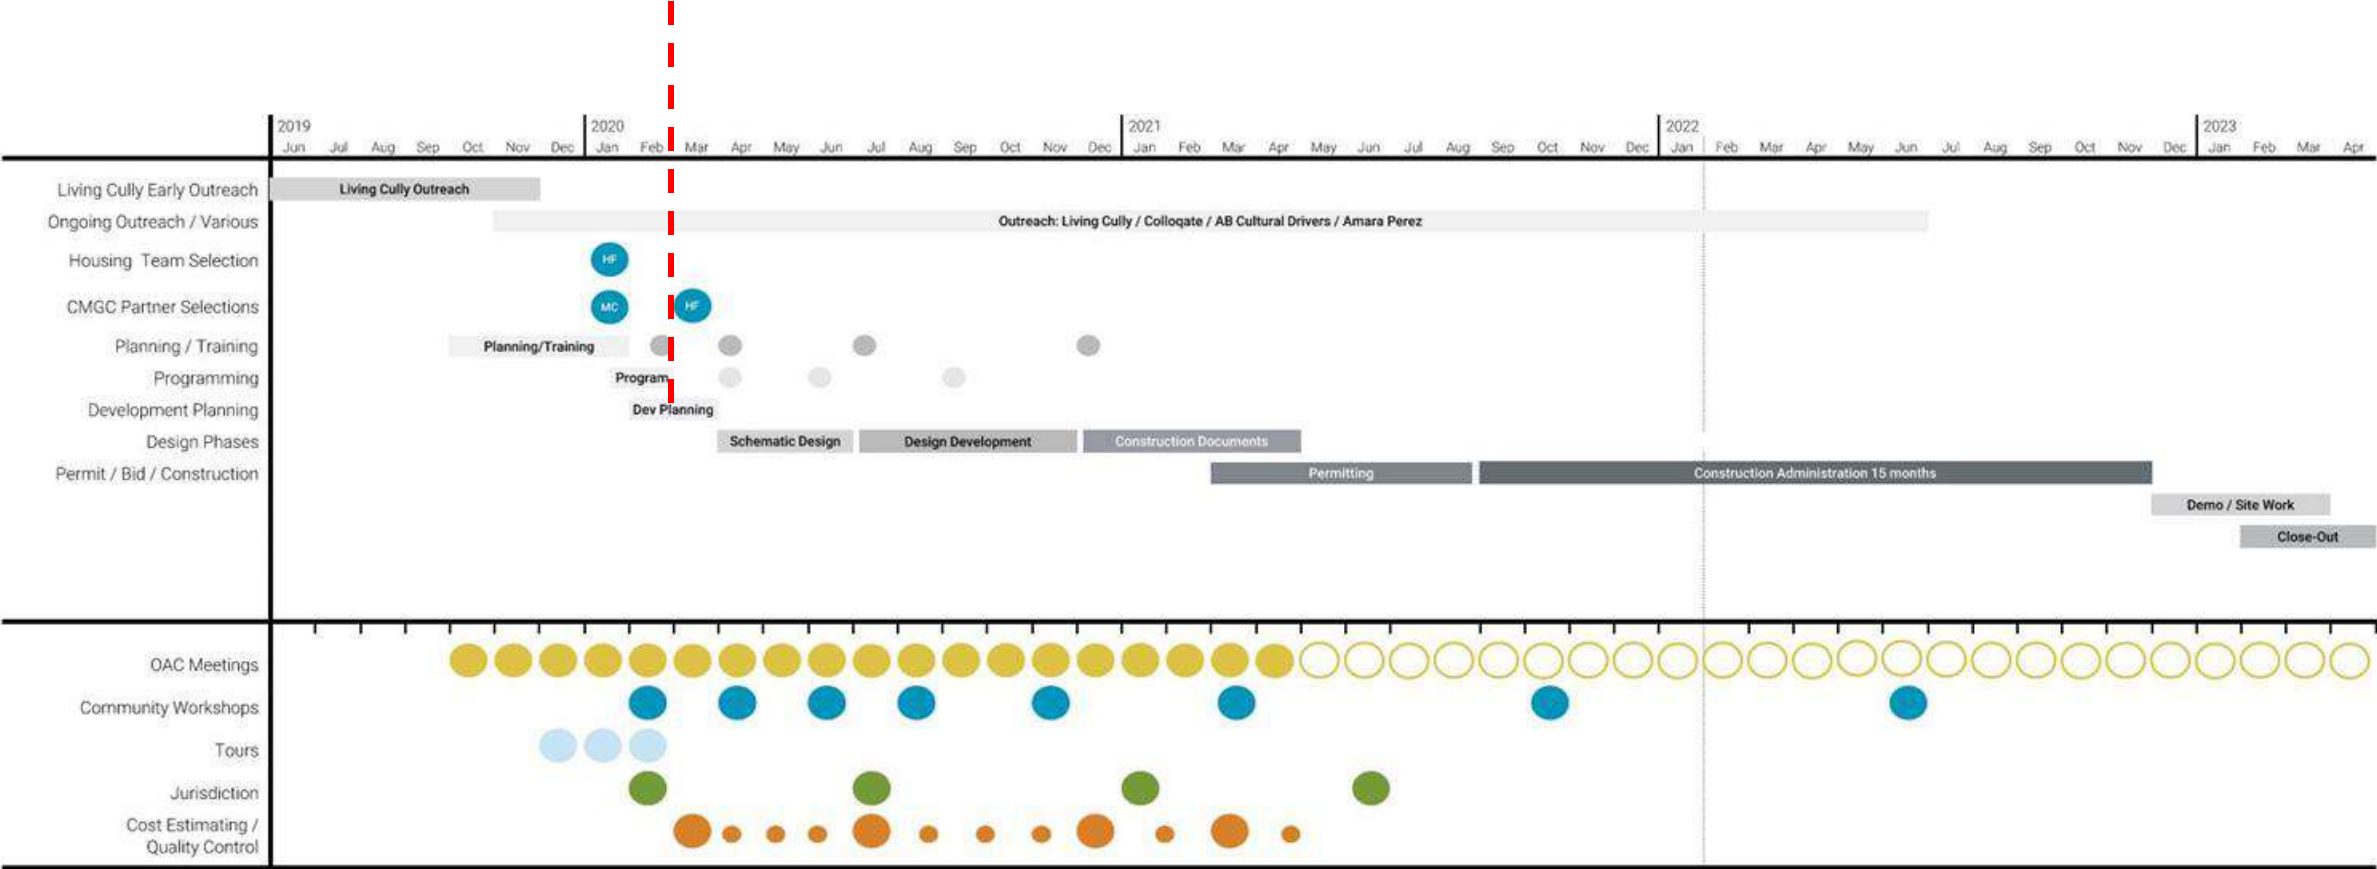 2019 2020 2021 2022 2023
Jun Jul Aug Sep Oct Nov Dec Jan Feb Mar Apr May Jun Jul Aug Sep Oct Nov Dec Jan Feb Mar Apr May Jun Jul Aug Sep Oct Nov Dec Jan Feb Mar Apr May Jun Jul Aug Sep Oct Nov Dec Jan Feb Mar Apr
Living Cully Early Outreach Living Cully Outreach
Ongoing Outreach / Various Outreach: Living Cully / Colloqate / AB Cultural Drivers / Amara Perez
Housing Team Selection HF
CMGC Partner Selections MC HF
Planning / Training Planning/Training
Programming Program
Development Planning Dev Planning
Design Phases Schematic Design Design Development Construction Documents
Permit / Bid / Construction Permitting Construction Administration 15 months
Demo / Site Work
Close-Out
OAC Meetings
Community Workshops
Tours
Jurisdiction
Cost Estimating /
Quality Control